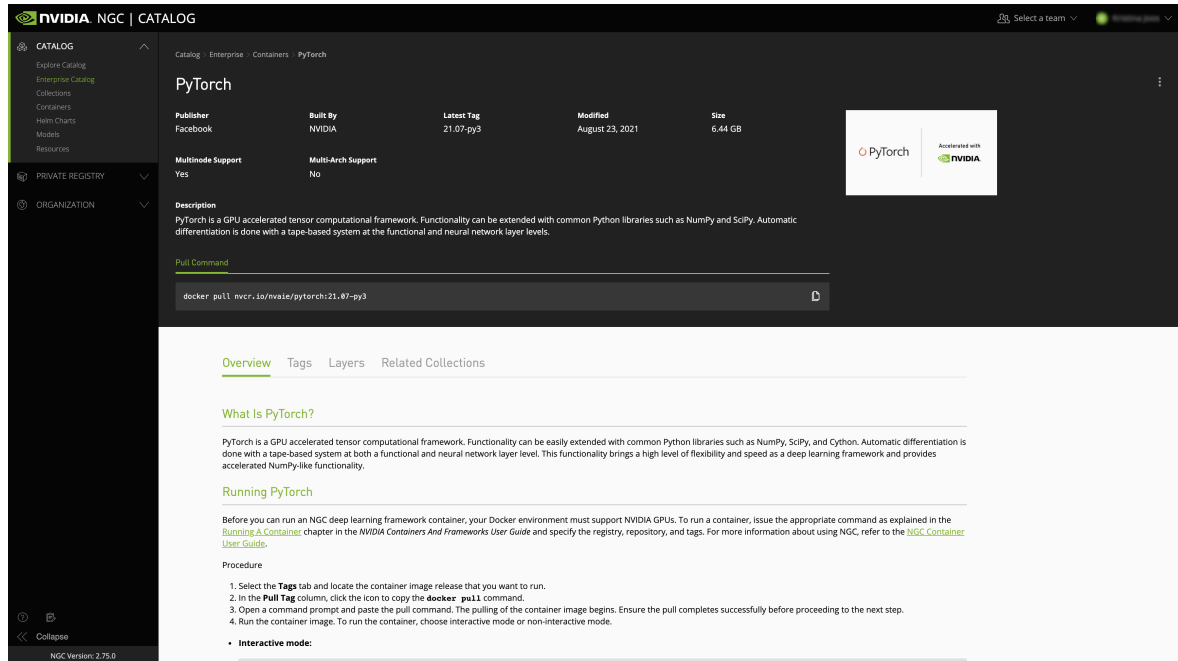 NVIDIA. NGC | CATALOG
Select a team
CATALOG
Explore Catalog
Enterprise Catalog
Collections
Containers
Helm Charts
Models
Resources
PRIVATE REGISTRY
ORGANIZATION
Catalog > Enterprise > Containers > PyTorch
PyTorch
Publisher
Facebook
Built By
NVIDIA
Latest Tag
21.07-py3
Modified
August 23, 2021
Size
6.44 GB
Multinode Support
Yes
Multi-Arch Support
No
PyTorch
Accelerated with
NVIDIA.
Description
PyTorch is a GPU accelerated tensor computational framework. Functionality can be extended with common Python libraries such as NumPy and SciPy. Automatic
differentiation is done with a tape-based system at the functional and neural network layer levels.
Pull Command
docker pull nvcr.io/nvaie/pytorch:21.07-py3
Overview Tags Layers Related Collections
What Is PyTorch?
PyTorch is a GPU accelerated tensor computational framework. Functionality can be easily extended with common Python libraries such as NumPy, SciPy, and Cython. Automatic differentiation is
done with a tape-based system at both a functional and neural network layer level. This functionality brings a high level of flexibility and speed as a deep learning framework and provides
accelerated NumPy-like functionality.
Running PyTorch
Before you can run an NGC deep learning framework container, your Docker environment must support NVIDIA GPUs. To run a container, issue the appropriate command as explained in the
Running A Container chapter in the NVIDIA Containers And Frameworks User Guide and specify the registry, repository, and tags. For more information about using NGC, refer to the NGC Container
User Guide.
Procedure
1. Select the Tags tab and locate the container image release that you want to run.
2. In the Pull Tag column, click the icon to copy the docker pull command.
3. Open a command prompt and paste the pull command. The pulling of the container image begins. Ensure the pull completes successfully before proceeding to the next step.
4. Run the container image. To run the container, choose interactive mode or non-interactive mode.
• Interactive mode:
Collapse
NGC Version: 2.75.0